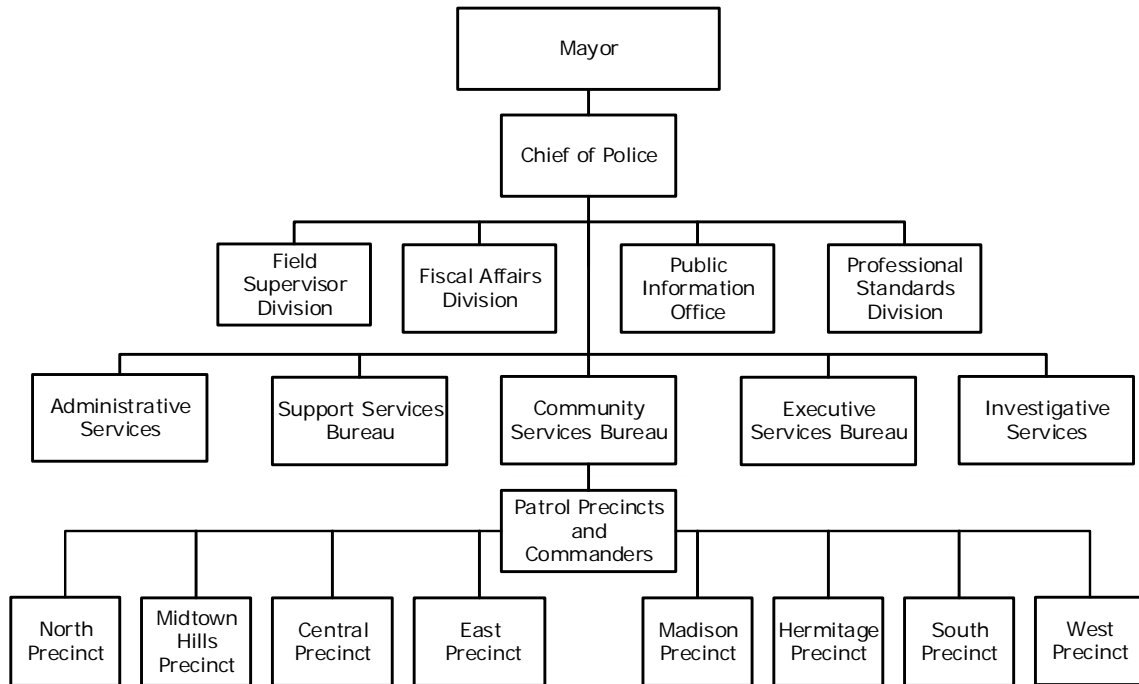 Mayor
Chief of Police
Field
Supervisor
Division
Fiscal Affairs
Division
Public
Information
Office
Professional
Standards
Division
Administrative
Services
Support Services
Bureau
Community
Services Bureau
Executive
Services Bureau
Investigative
Services
Patrol Precincts
and
Commanders
North
Precinct
Midtown
Hills
Precinct
Central
Precinct
East
Precinct
Madison
Precinct
Hermitage
Precinct
South
Precinct
West
Precinct